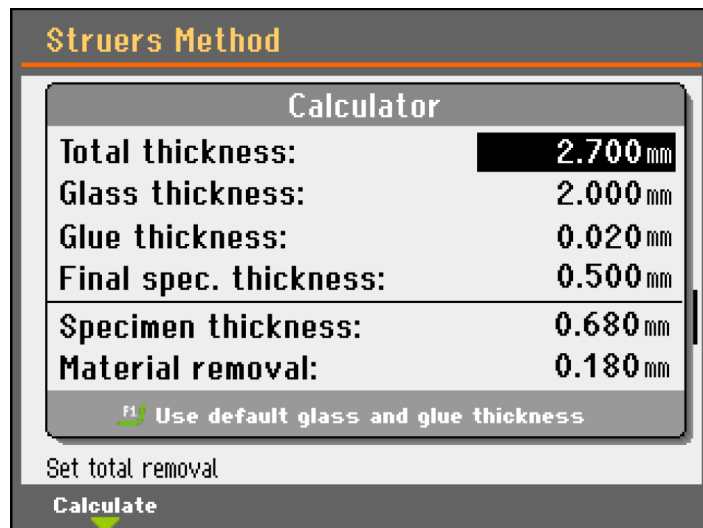 Struers Method
Calculator
Total thickness: 2.700 mm
Glass thickness: 2.000 mm
Glue thickness: 0.020 mm
Final spec. thickness: 0.500 mm
Specimen thickness: 0.680 mm
Material removal: 0.180 mm
F1 Use default glass and glue thickness
Set total removal
Calculate